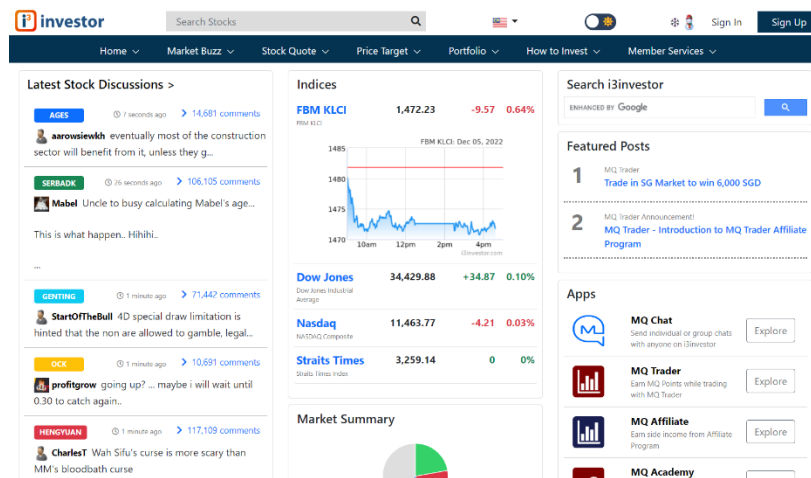 i3 investor
Search Stocks
Sign In
Sign Up
Home
Market Buzz
Stock Quote
Price Target
Portfolio
How to Invest
Member Services
Latest Stock Discussions >
AGES
7 seconds ago
14,681 comments
aarowsiewkh eventually most of the construction
sector will benefit from it, unless they g...
SERBADK
26 seconds ago
106,105 comments
Mabel Uncle to busy calculating Mabel's age...
This is what happen.. Hihihi..
...
GENTING
1 minute ago
71,442 comments
StartOfTheBull 4D special draw limitation is
hinted that the non are allowed to gamble, legal...
OCK
1 minute ago
10,691 comments
profitgrow going up? ... maybe i will wait until
0.30 to catch again..
HENGYUAN
1 minute ago
117,109 comments
CharlesT Wah Sifu's curse is more scary than
MM's bloodbath curse
Indices
FBM KLCI 1,472.23 -9.57 0.64%
FBM KLCI
FBM KLCI: Dec 05, 2022
1485
1480
1475
1470
10am 12pm 2pm 4pm
i3investor.com
Dow Jones 34,429.88 +34.87 0.10%
Dow Jones Industrial
Average
Nasdaq 11,463.77 -4.21 0.03%
NASDAQ Composite
Straits Times 3,259.14 0 0%
Straits Times Index
Market Summary
Search i3investor
ENHANCED BY Google
Featured Posts
1
MQ Trader
Trade in SG Market to win 6,000 SGD
2
MQ Trader Announcement!
MQ Trader - Introduction to MQ Trader Affiliate
Program
Apps
MQ Chat
Send individual or group chats
with anyone on i3investor
Explore
MQ Trader
Earn MQ Points while trading
with MQ Trader
Explore
MQ Affiliate
Earn side income from Affiliate
Program
Explore
MQ Academy